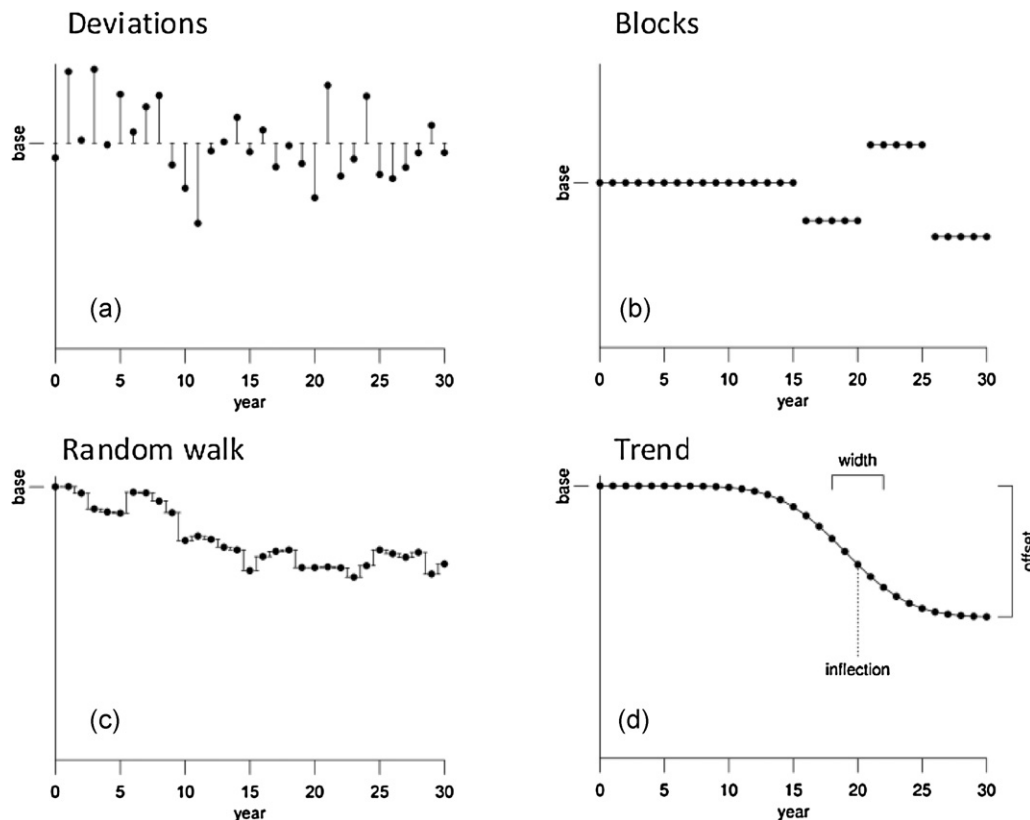 Deviations
base
(a)
0 5 10 15 20 25 30
year
Blocks
base
(b)
0 5 10 15 20 25 30
year
Random walk
base
(c)
0 5 10 15 20 25 30
year
Trend
base
width
offset
inflection
(d)
0 5 10 15 20 25 30
year